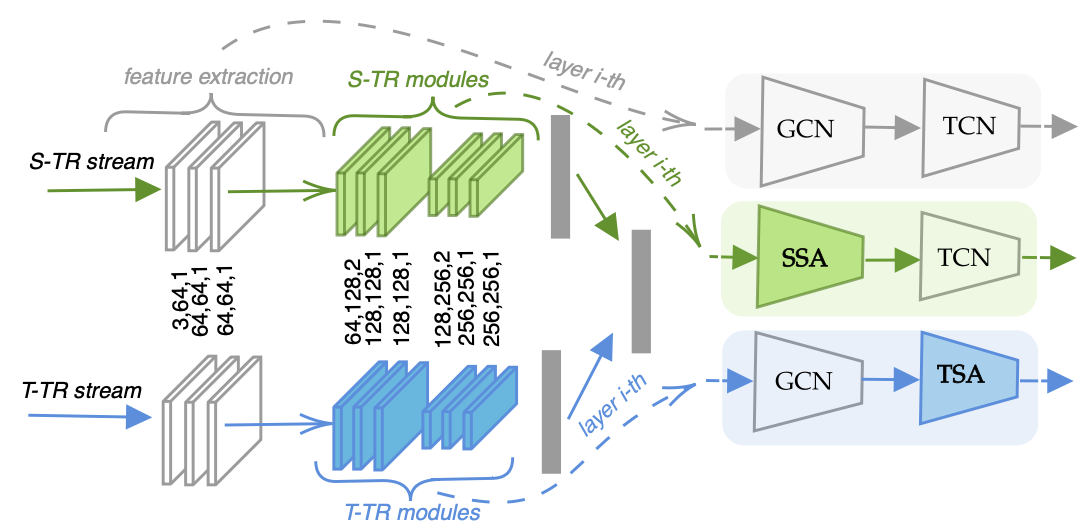 feature extraction
S-TR modules
layer i-th
layer i-th
GCN
TCN
S-TR stream
SSA
TCN
3,64,1
64,64,1
64,64,1
64,128,2
128,128,1
128,128,1
128,256,2
256,256,1
256,256,1
T-TR stream
layer i-th
GCN
TSA
T-TR modules